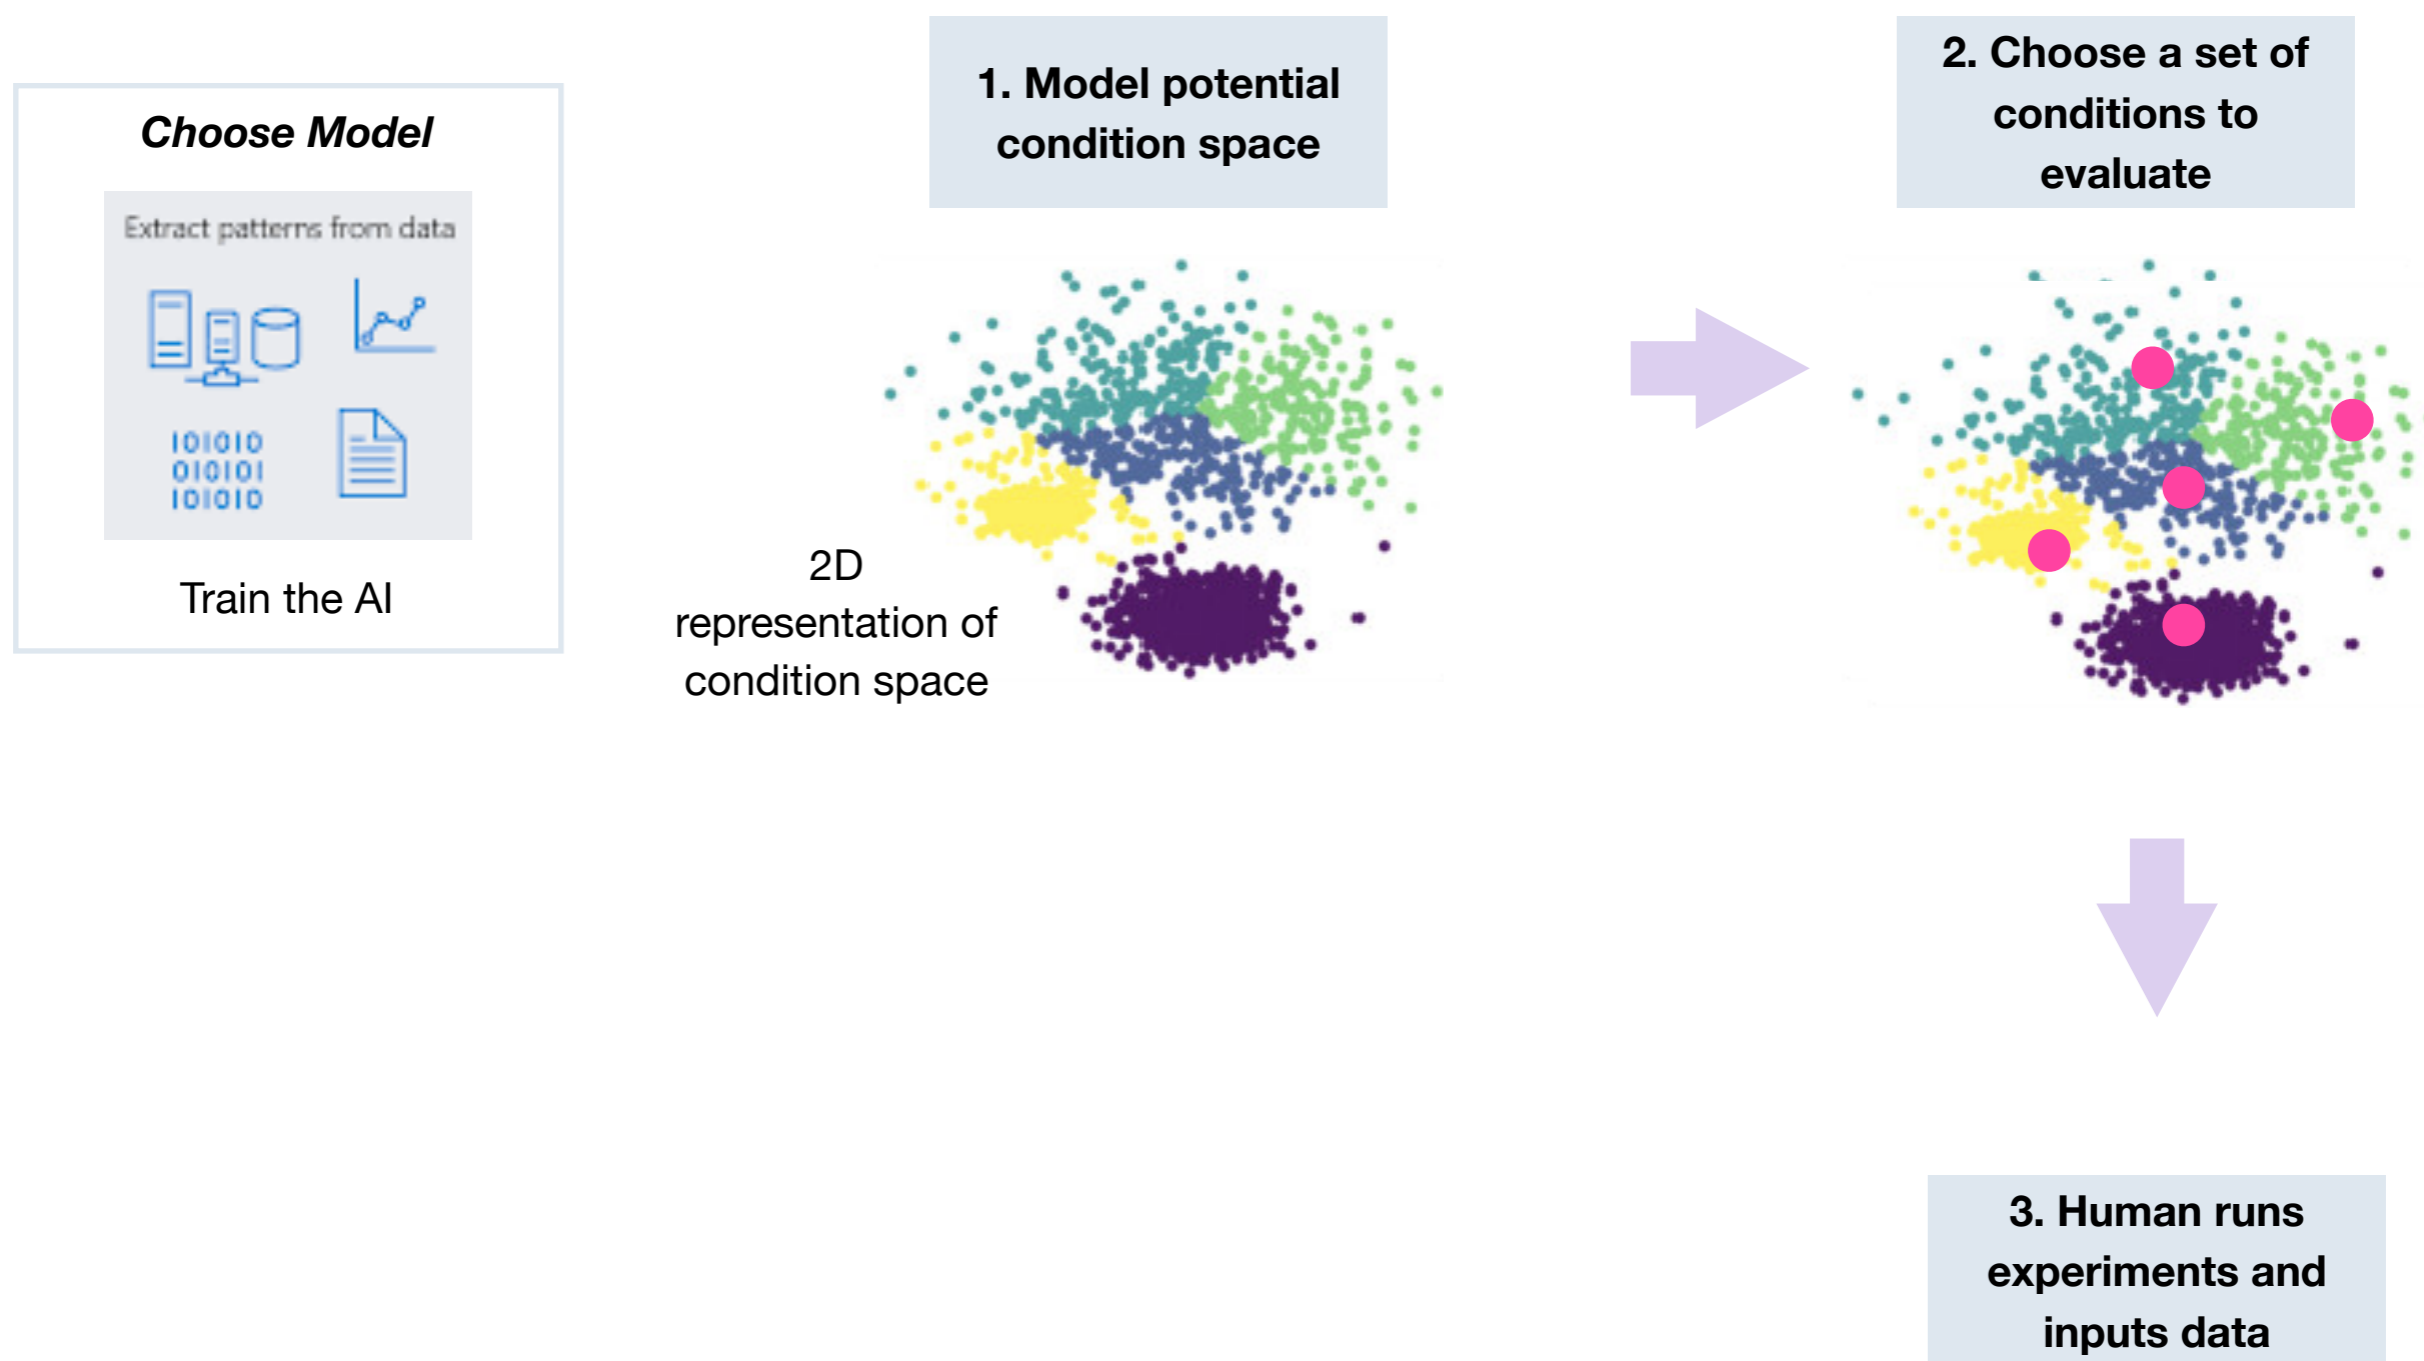 Choose Model
Extract patterns from data
101010
010101
101010
Train the AI
1. Model potential
condition space
2D
representation of
condition space
2. Choose a set of
conditions to
evaluate
3. Human runs
experiments and
inputs data